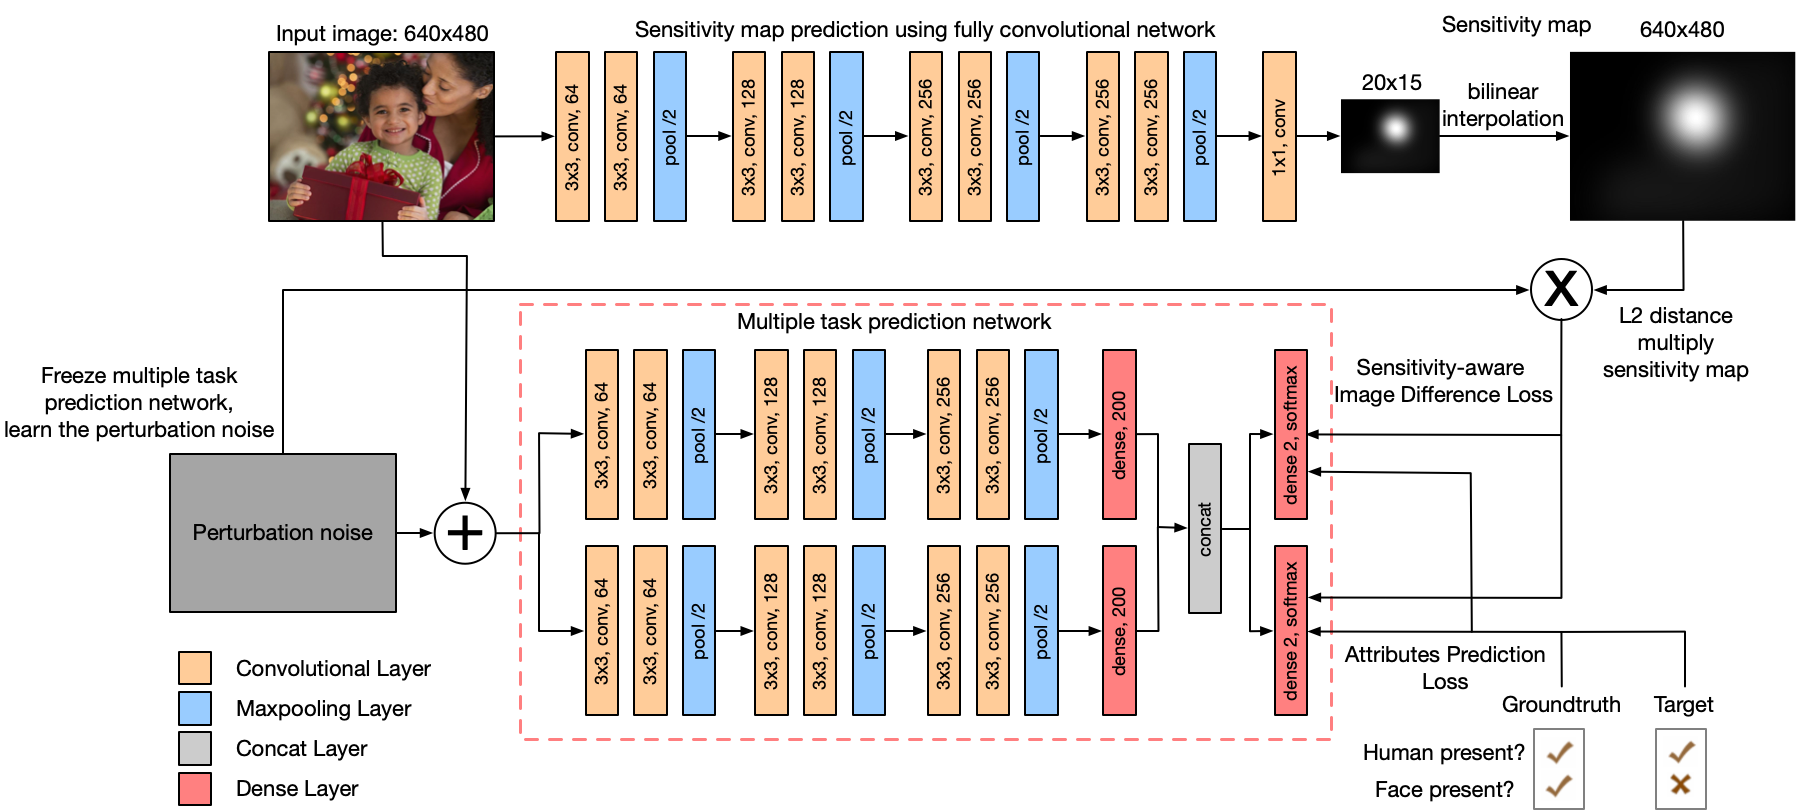 Input image: 640x480
Sensitivity map prediction using fully convolutional network
Sensitivity map
640x480
3x3, conv, 64
3x3, conv, 64
pool /2
3x3, conv, 128
3x3, conv, 128
pool /2
3x3, conv, 256
3x3, conv, 256
pool /2
3x3, conv, 256
3x3, conv, 256
pool /2
1x1, conv
20x15
bilinear
interpolation
X
L2 distance
multiply
sensitivity map
Freeze multiple task
prediction network,
learn the perturbation noise
Perturbation noise
+
Multiple task prediction network
3x3, conv, 64
3x3, conv, 64
pool /2
3x3, conv, 128
3x3, conv, 128
pool /2
3x3, conv, 256
3x3, conv, 256
pool /2
dense, 200
3x3, conv, 64
3x3, conv, 64
pool /2
3x3, conv, 128
3x3, conv, 128
pool /2
3x3, conv, 256
3x3, conv, 256
pool /2
dense, 200
concat
dense 2, softmax
dense 2, softmax
Sensitivity-aware
Image Difference Loss
Attributes Prediction
Loss
Groundtruth
Target
Human present?
Face present?
Convolutional Layer
Maxpooling Layer
Concat Layer
Dense Layer